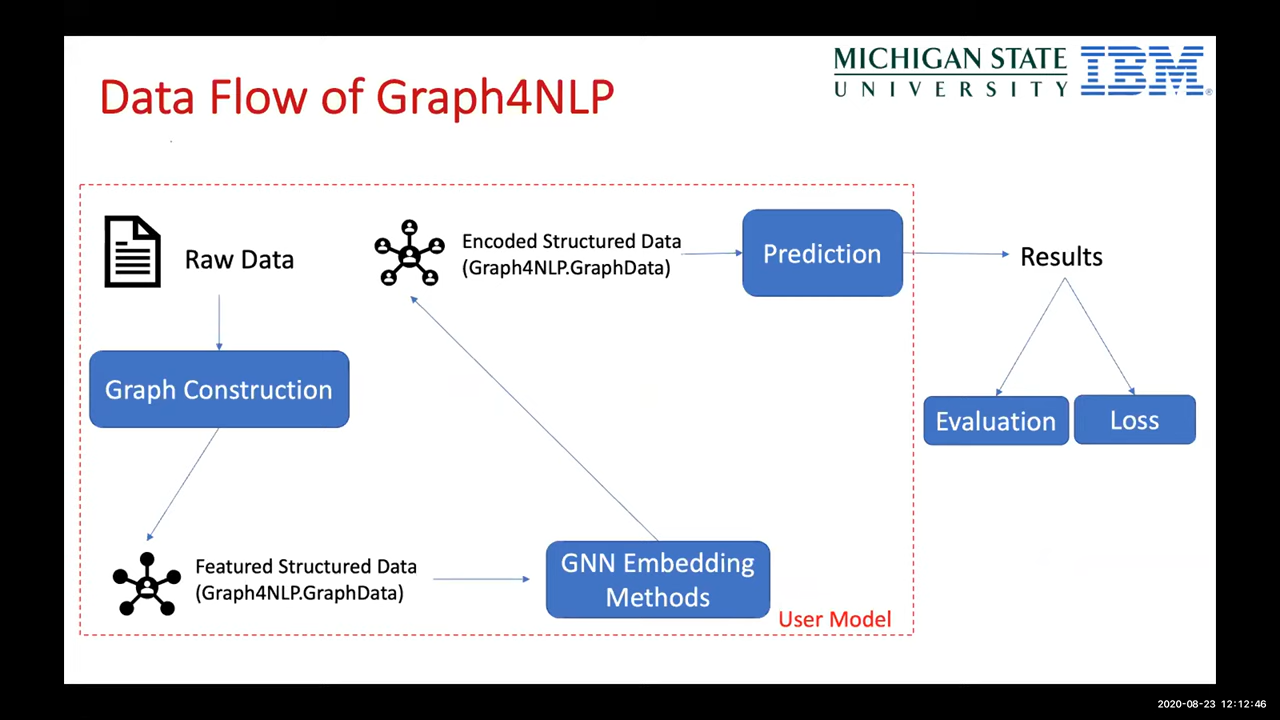 Data Flow of Graph4NLP
MICHIGAN STATE
UNIVERSITY
IBM
Raw Data
Encoded Structured Data
(Graph4NLP.GraphData)
Prediction
Results
Graph Construction
Evaluation
Loss
Featured Structured Data
(Graph4NLP.GraphData)
GNN Embedding
Methods
User Model
2020-08-23 12:12:46